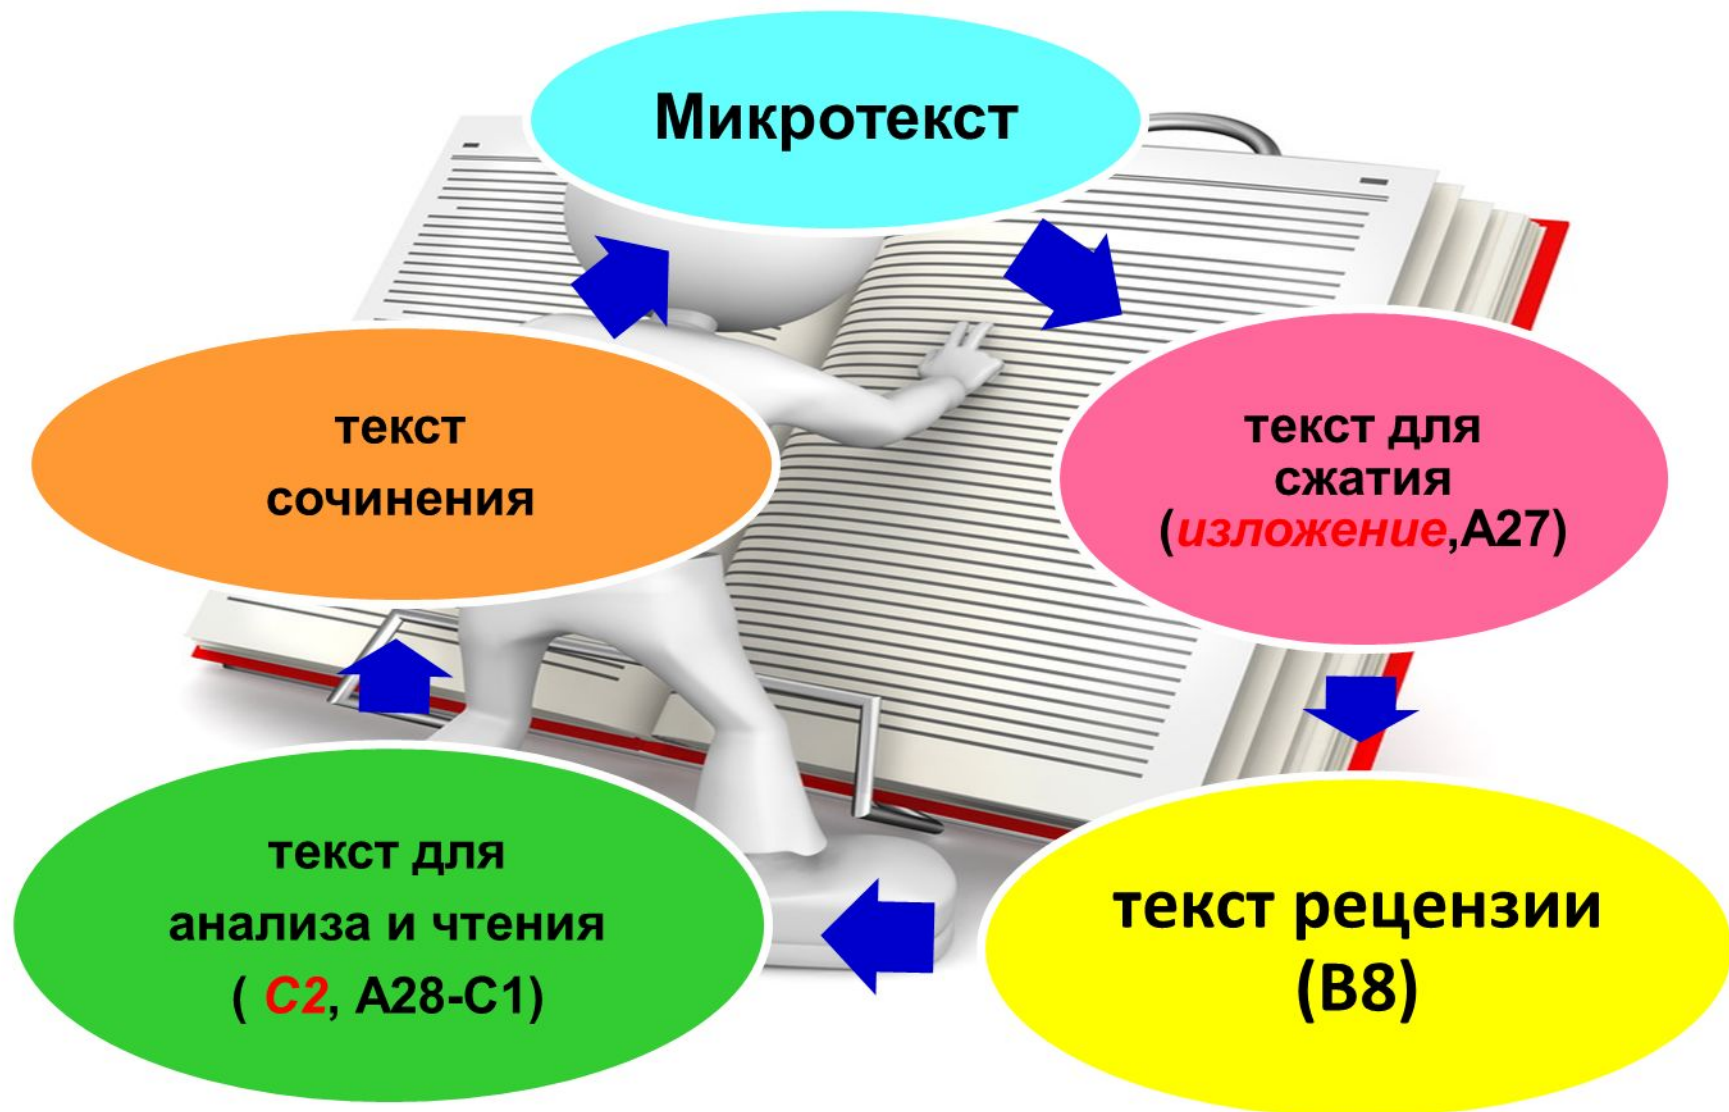 Микротекст
текст для
сжатия
(изложение,А27)
текст рецензии
(В8)
текст для
анализа и чтения
( С2, А28-С1)
текст
сочинения